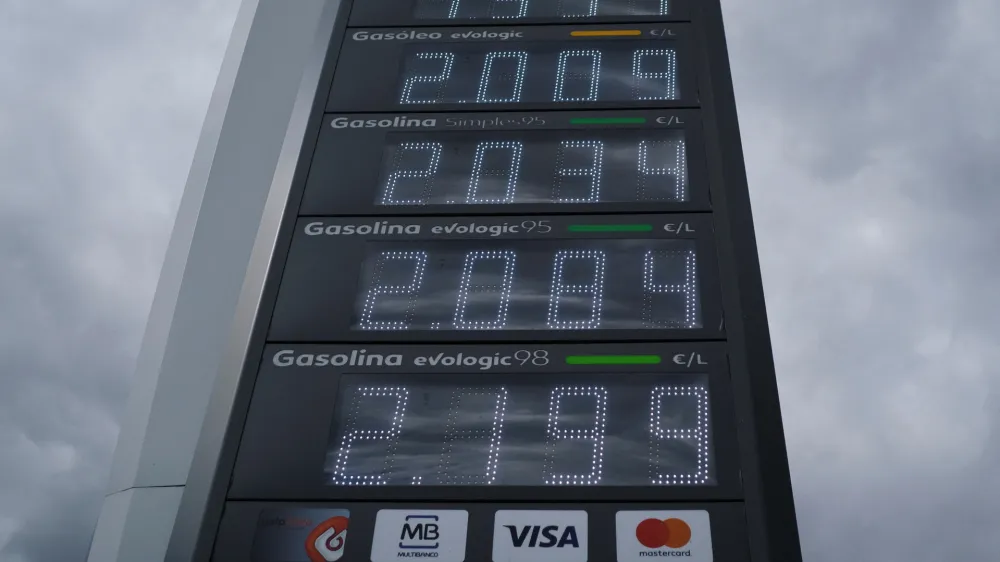 Gasóleo evologic €/L
2.009
Gasolina Simples95 €/L
2.034
Gasolina evologic95 €/L
2.084
Gasolina evologic98 €/L
2.199
MB VISA
MULTIBANCO mastercard